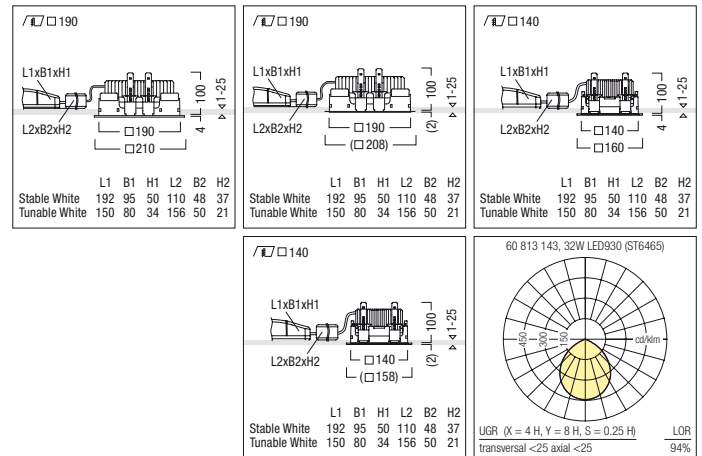 □190
L1xB1xH1
L2xB2xH2
100
1-25
4
□190
□210
L1 B1 H1 L2 B2 H2
Stable White 192 95 50 110 48 37
Tunable White 150 80 34 156 50 21
□190
L1xB1xH1
L2xB2xH2
100
1-25
(2)
□190
(□208)
L1 B1 H1 L2 B2 H2
Stable White 192 95 50 110 48 37
Tunable White 150 80 34 156 50 21
□140
L1xB1xH1
L2xB2xH2
100
1-25
4
□140
□160
L1 B1 H1 L2 B2 H2
Stable White 192 95 50 110 48 37
Tunable White 150 80 34 156 50 21
□140
L1xB1xH1
L2xB2xH2
100
1-25
(2)
□140
(□158)
L1 B1 H1 L2 B2 H2
Stable White 192 95 50 110 48 37
Tunable White 150 80 34 156 50 21
60 813 143, 32W LED930 (ST6465)
450 300 150 cd/klm
UGR (X = 4 H, Y = 8 H, S = 0.25 H) LOR
transversal <25 axial <25 94%